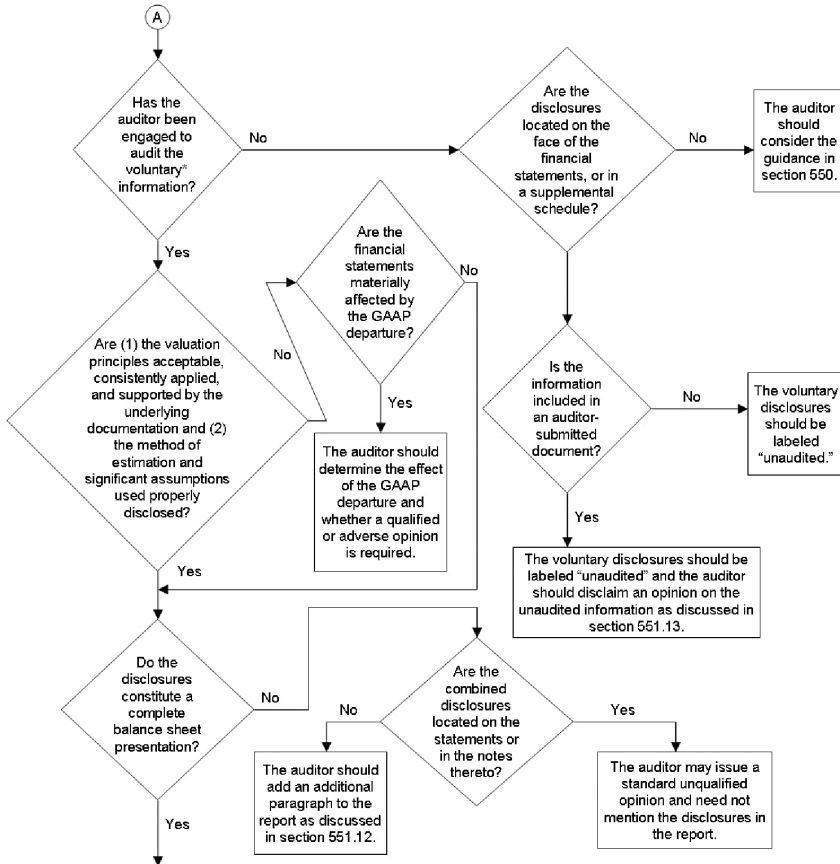 A
Has the
auditor been
engaged to
audit the
voluntary*
information?
No
Are the
disclosures
located on the
face of the
financial
statements, or in
a supplemental
schedule?
No
The auditor
should
consider the
guidance in
section 550.
Yes
Are the
financial
statements
materially
affected by
the GAAP
departure?
No
Are (1) the valuation
principles acceptable,
consistently applied,
and supported by the
underlying
documentation and (2)
the method of
estimation and
significant assumptions
used properly
disclosed?
No
Yes
The auditor should
determine the effect
of the GAAP
departure and
whether a qualified
or adverse opinion
is required.
Is the
information
included in
an auditor-
submitted
document?
No
The voluntary
disclosures
should be
labeled
“unaudited.”
Yes
The voluntary disclosures should be
labeled “unaudited” and the auditor
should disclaim an opinion on the
unaudited information as discussed in
section 551.13.
Yes
Do the
disclosures
constitute a
complete
balance sheet
presentation?
No
Are the
combined
disclosures
located on the
statements or
in the notes
thereto?
No
Yes
The auditor should
add an additional
paragraph to the
report as discussed
in section 551.12.
The auditor may issue a
standard unqualified
opinion and need not
mention the disclosures in
the report.
Yes